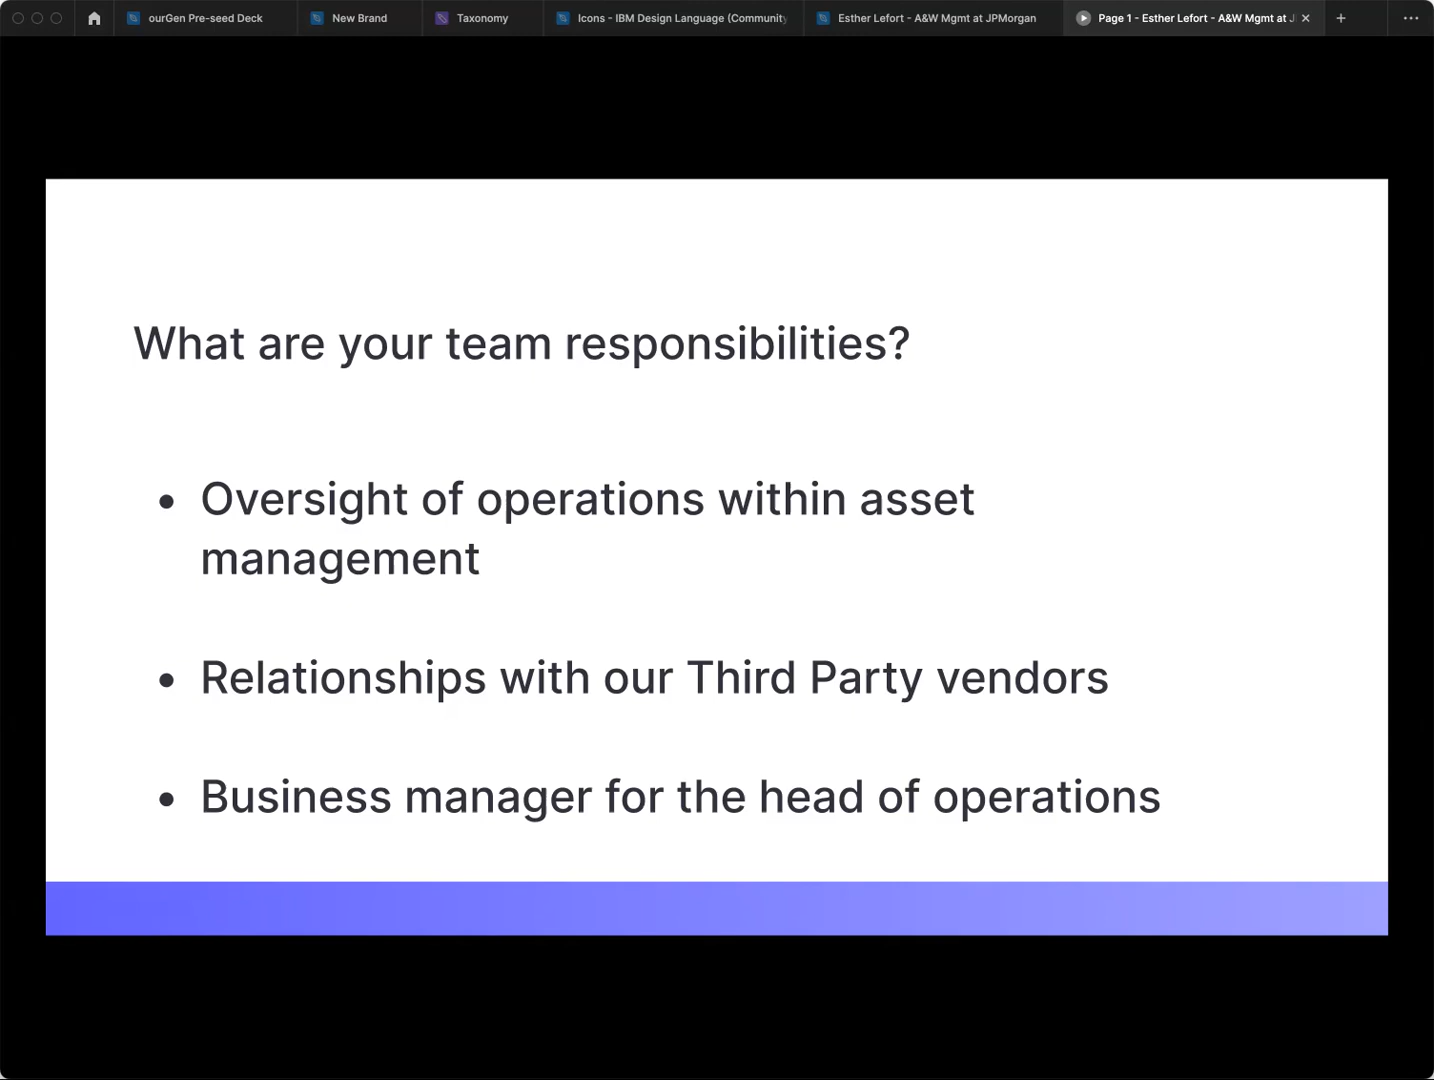 ourGen Pre-seed Deck
New Brand
Taxonomy
Icons - IBM Design Language (Community
Esther Lefort - A&W Mgmt at JPMorgan
Page 1 - Esther Lefort - A&W Mgmt at J
What are your team responsibilities?
• Oversight of operations within asset
management
• Relationships with our Third Party vendors
• Business manager for the head of operations